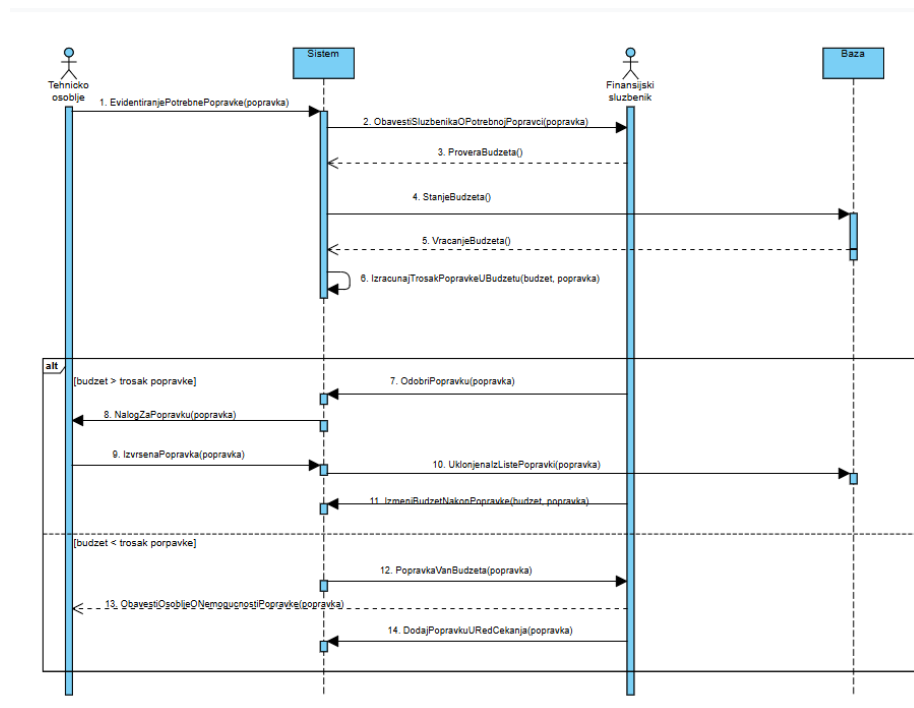 Sistem
Baza
Tehnicko
osoblje
Finansijski
sluzbenik
1. EvidentiranjePotrebnePopravke(popravka)
2. ObavestiSluzbenikaOPotrebnojPopravci(popravka)
3. ProveraBudzeta()
4. StanjeBudzeta()
5. VracanjeBudzeta()
6. IzracunajTrosakPopravkeUBudzetu(budzet, popravka)
alt
[budzet > trosak popravke]
7. OdobriPopravku(popravka)
8. NalogZaPopravku(popravka)
9. IzvrsenaPopravka(popravka)
10. UklonjenaIzListePopravki(popravka)
11. IzmeniBudzetNakonPopravke(budzet, popravka)
[budzet < trosak porpavke]
12. PopravkaVanBudzeta(popravka)
13. ObavestiOsobljeONemogucnostiPopravke(popravka)
14. DodajPopravkuURedCekanja(popravka)